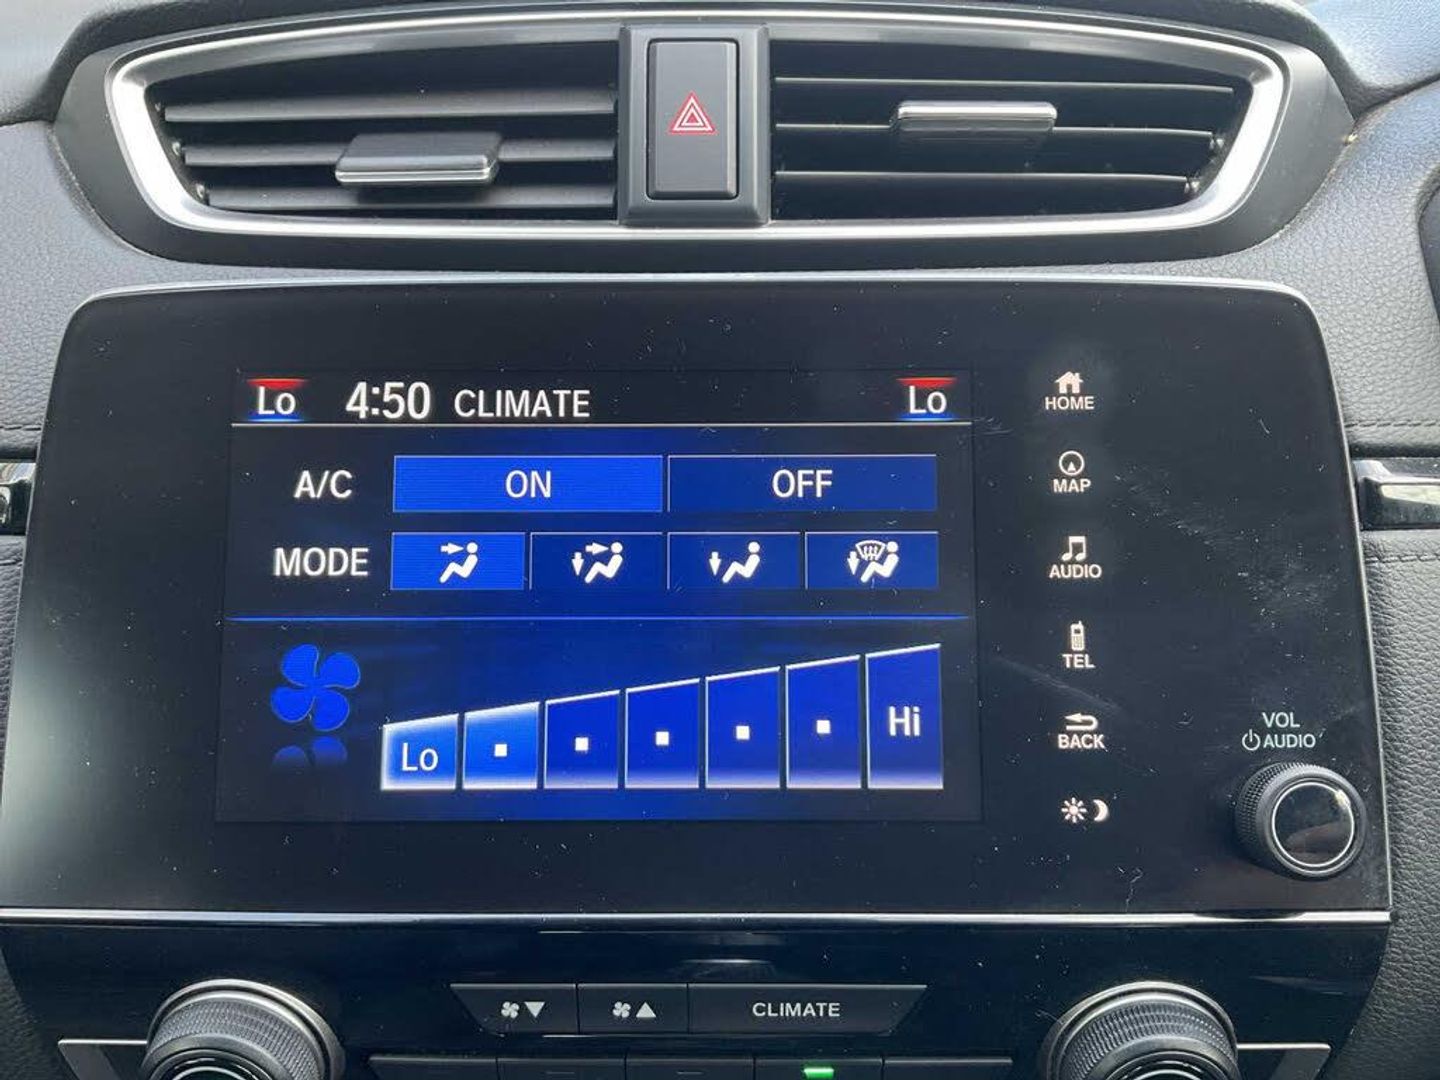 Lo 4:50 CLIMATE Lo
A/C ON OFF
MODE
Lo Hi
HOME
MAP
AUDIO
TEL
BACK
VOL
AUDIO
CLIMATE